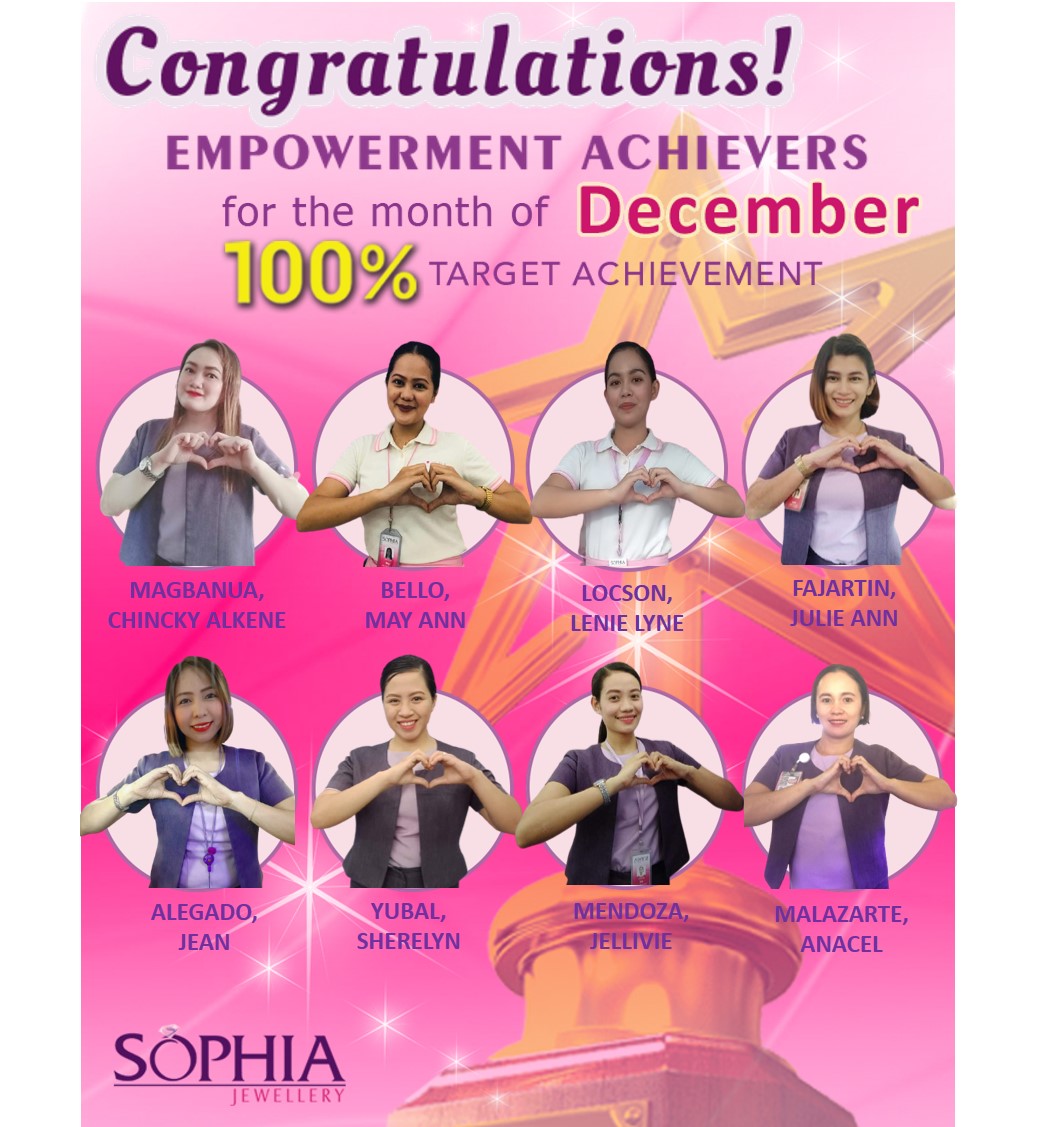 Congratulations!
EMPOWERMENT ACHIEVERS
for the month of December
100% TARGET ACHIEVEMENT
MAGBANUA,
CHINCKY ALKENE
BELLO,
MAY ANN
LOCSON,
LENIE LYNE
FAJARTIN,
JULIE ANN
SOPHIA
ALEGADO,
JEAN
YUBAL,
SHERELYN
MENDOZA,
JELLIVIE
MALAZARTE,
ANACEL
SOPHIA
JEWELLERY